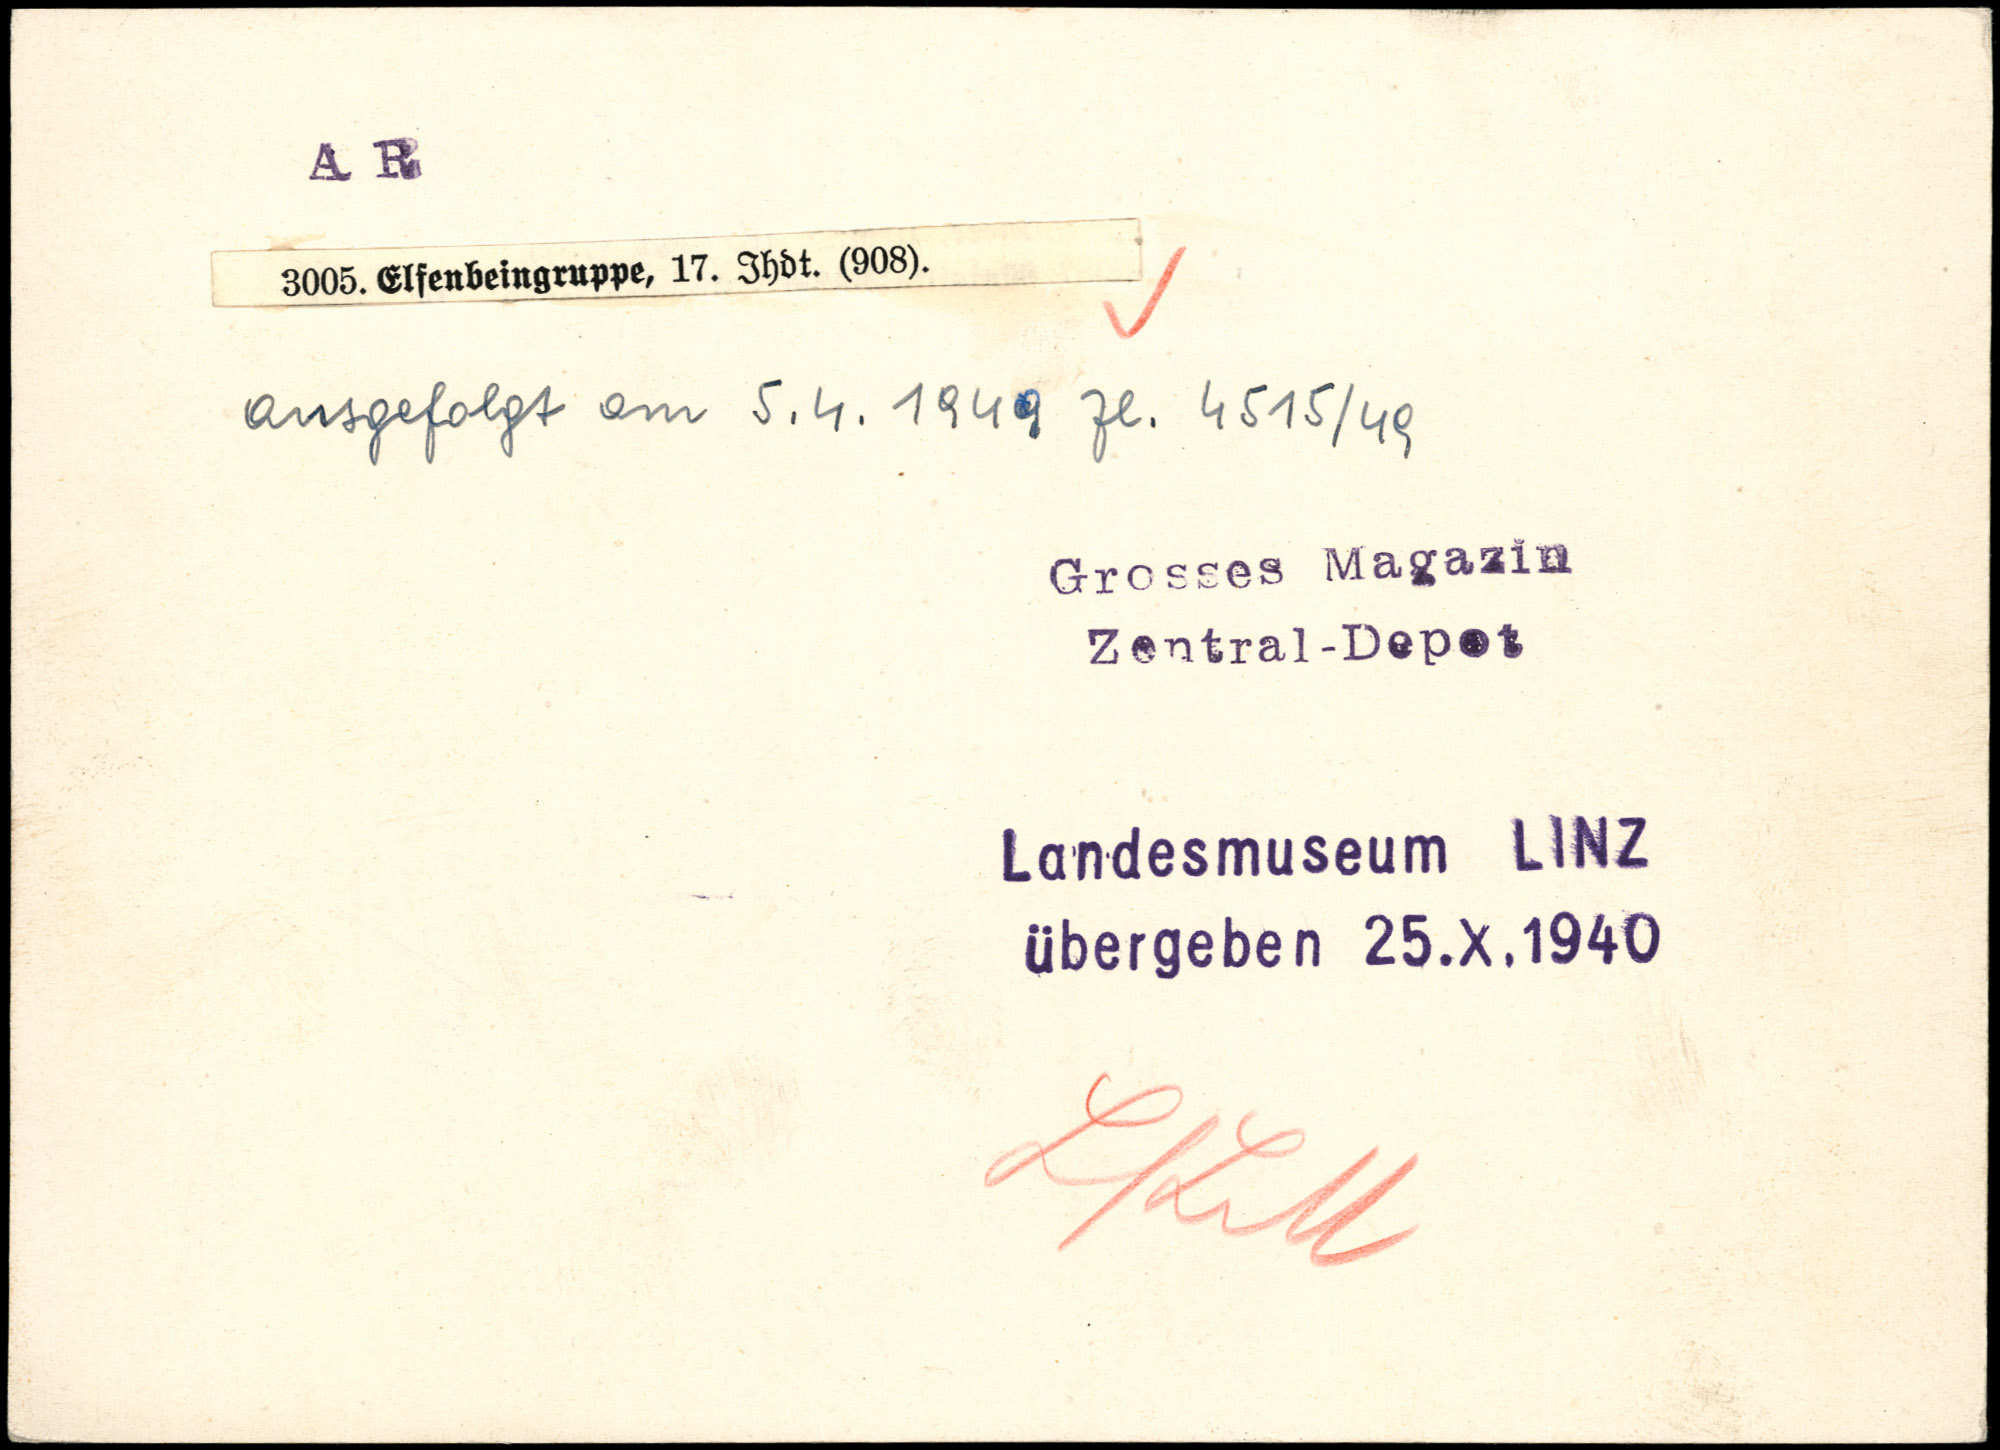 A R
3005. Elfenbeingruppe, 17. Jhdt. (908).
ausgefolgt am 5.4.1949 Zl. 4515/49
Grosses Magazin
Zentral-Depot
Landesmuseum LINZ
übergeben 25.X.1940